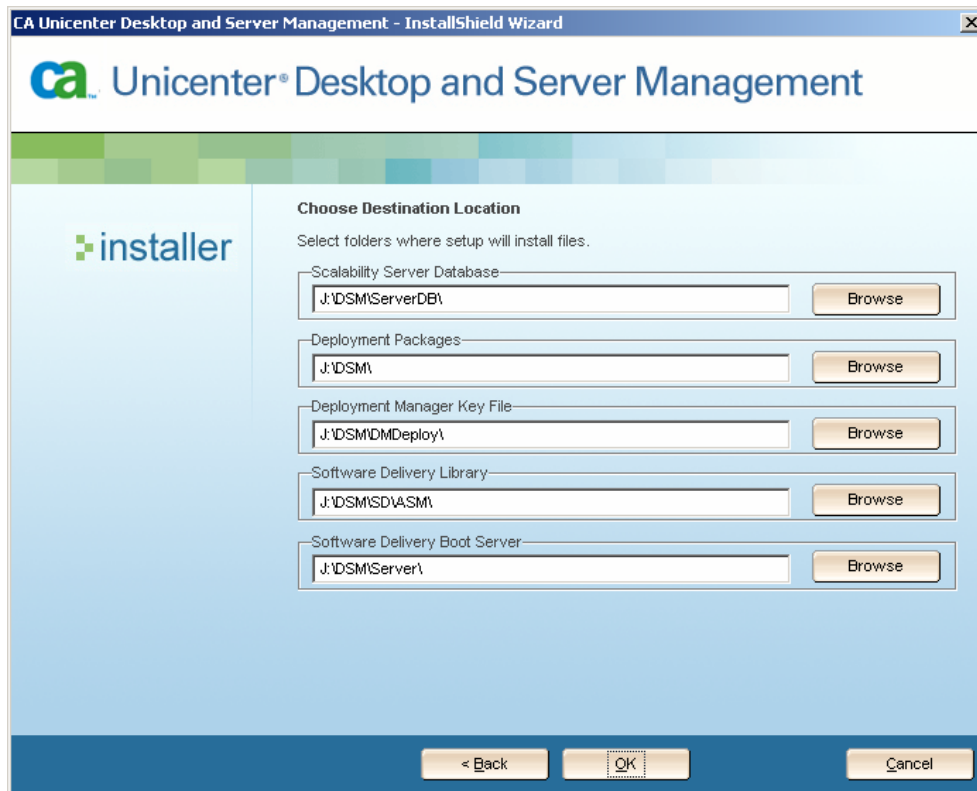 CA Unicenter Desktop and Server Management - InstallShield Wizard
ca™ Unicenter® Desktop and Server Management
installer
Choose Destination Location
Select folders where setup will install files.
Scalability Server Database
J:\DSM\ServerDB\
Browse
Deployment Packages
J:\DSM\
Browse
Deployment Manager Key File
J:\DSM\DMDeploy\
Browse
Software Delivery Library
J:\DSM\SD\ASM\
Browse
Software Delivery Boot Server
J:\DSM\Server\
Browse
< Back
OK
Cancel